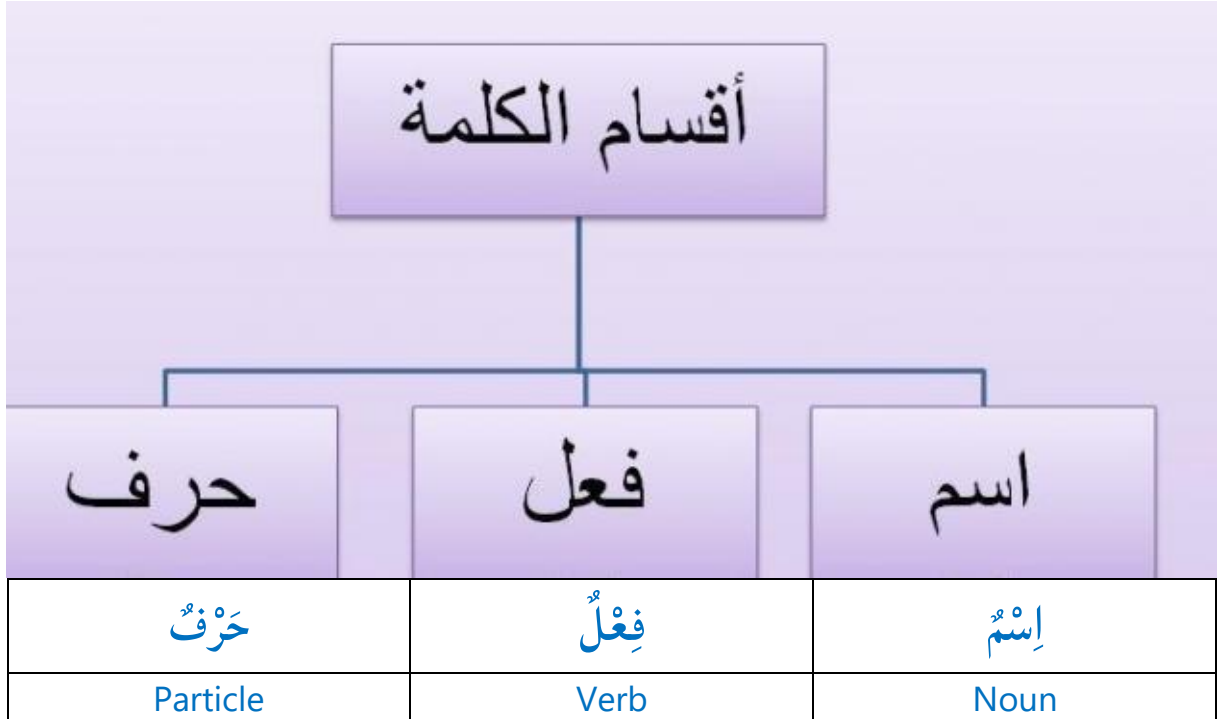 أقسام الكلمة
اسم فعل حرف
اِسْمٌ فِعْلٌ حَرْفٌ
Noun Verb Particle